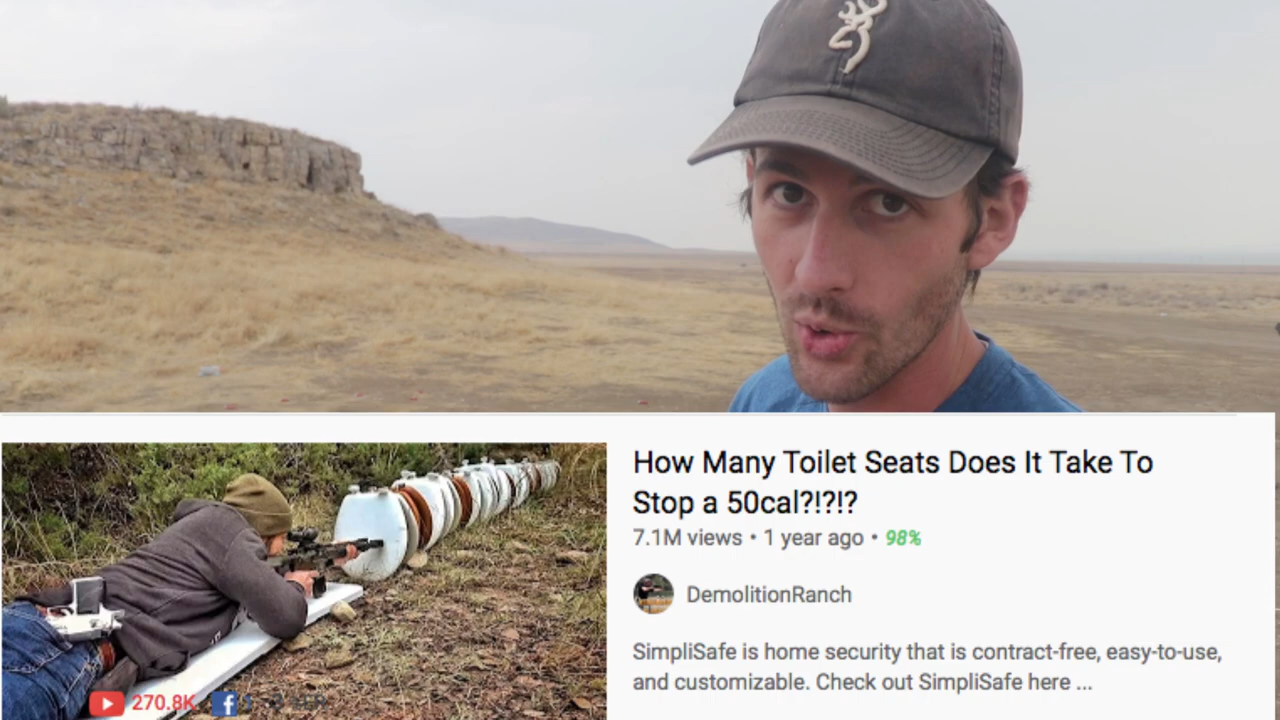 How Many Toilet Seats Does It Take To
Stop a 50cal?!?!?
7.1M views • 1 year ago • 98%
DemolitionRanch
SimpliSafe is home security that is contract-free, easy-to-use,
and customizable. Check out SimpliSafe here ...
270.8K